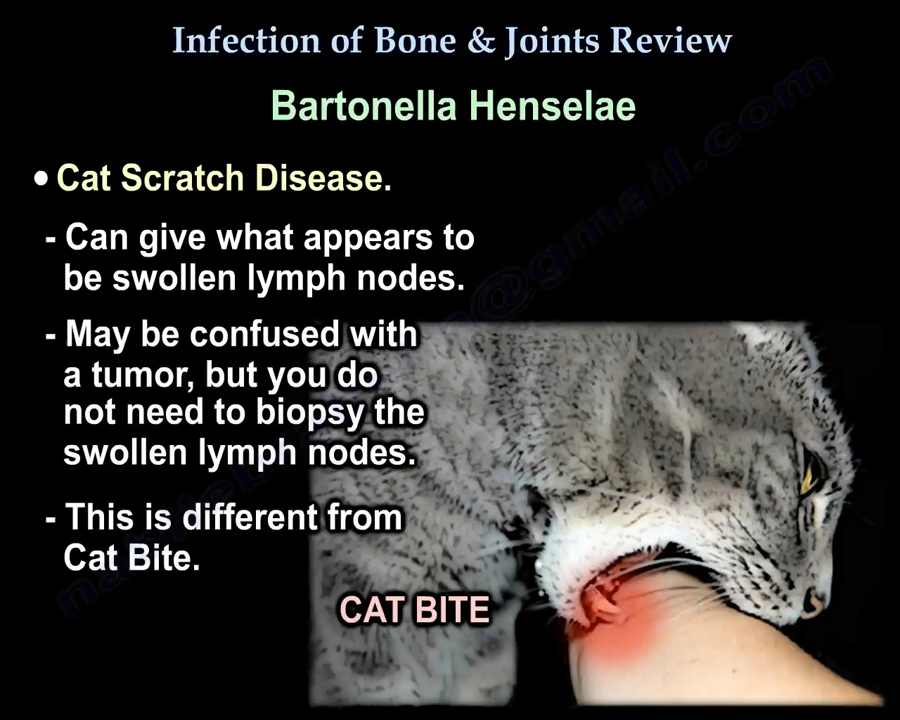 Infection of Bone & Joints Review
Bartonella Henselae
• Cat Scratch Disease.
- Can give what appears to
be swollen lymph nodes.
- May be confused with
a tumor, but you do
not need to biopsy the
swollen lymph nodes.
- This is different from
Cat Bite.
CAT BITE